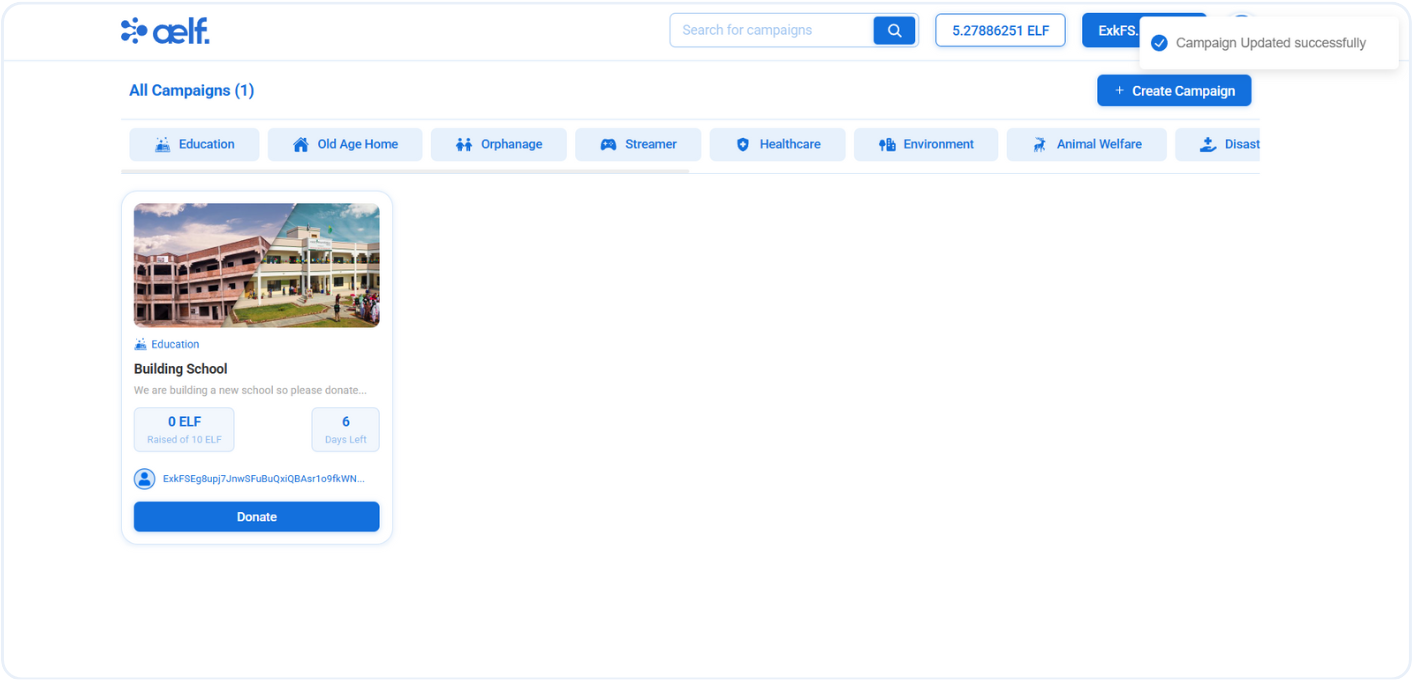 ælf.
Search for campaigns
5.27886251 ELF
ExkFS.
Campaign Updated successfully
All Campaigns (1)
+ Create Campaign
Education
Old Age Home
Orphanage
Streamer
Healthcare
Environment
Animal Welfare
Disast
Education
Building School
We are building a new school so please donate...
0 ELF
Raised of 10 ELF
6
Days Left
ExkFSEg8upj7JnwSFuBuQxiQBAsr1o9fkWN...
Donate